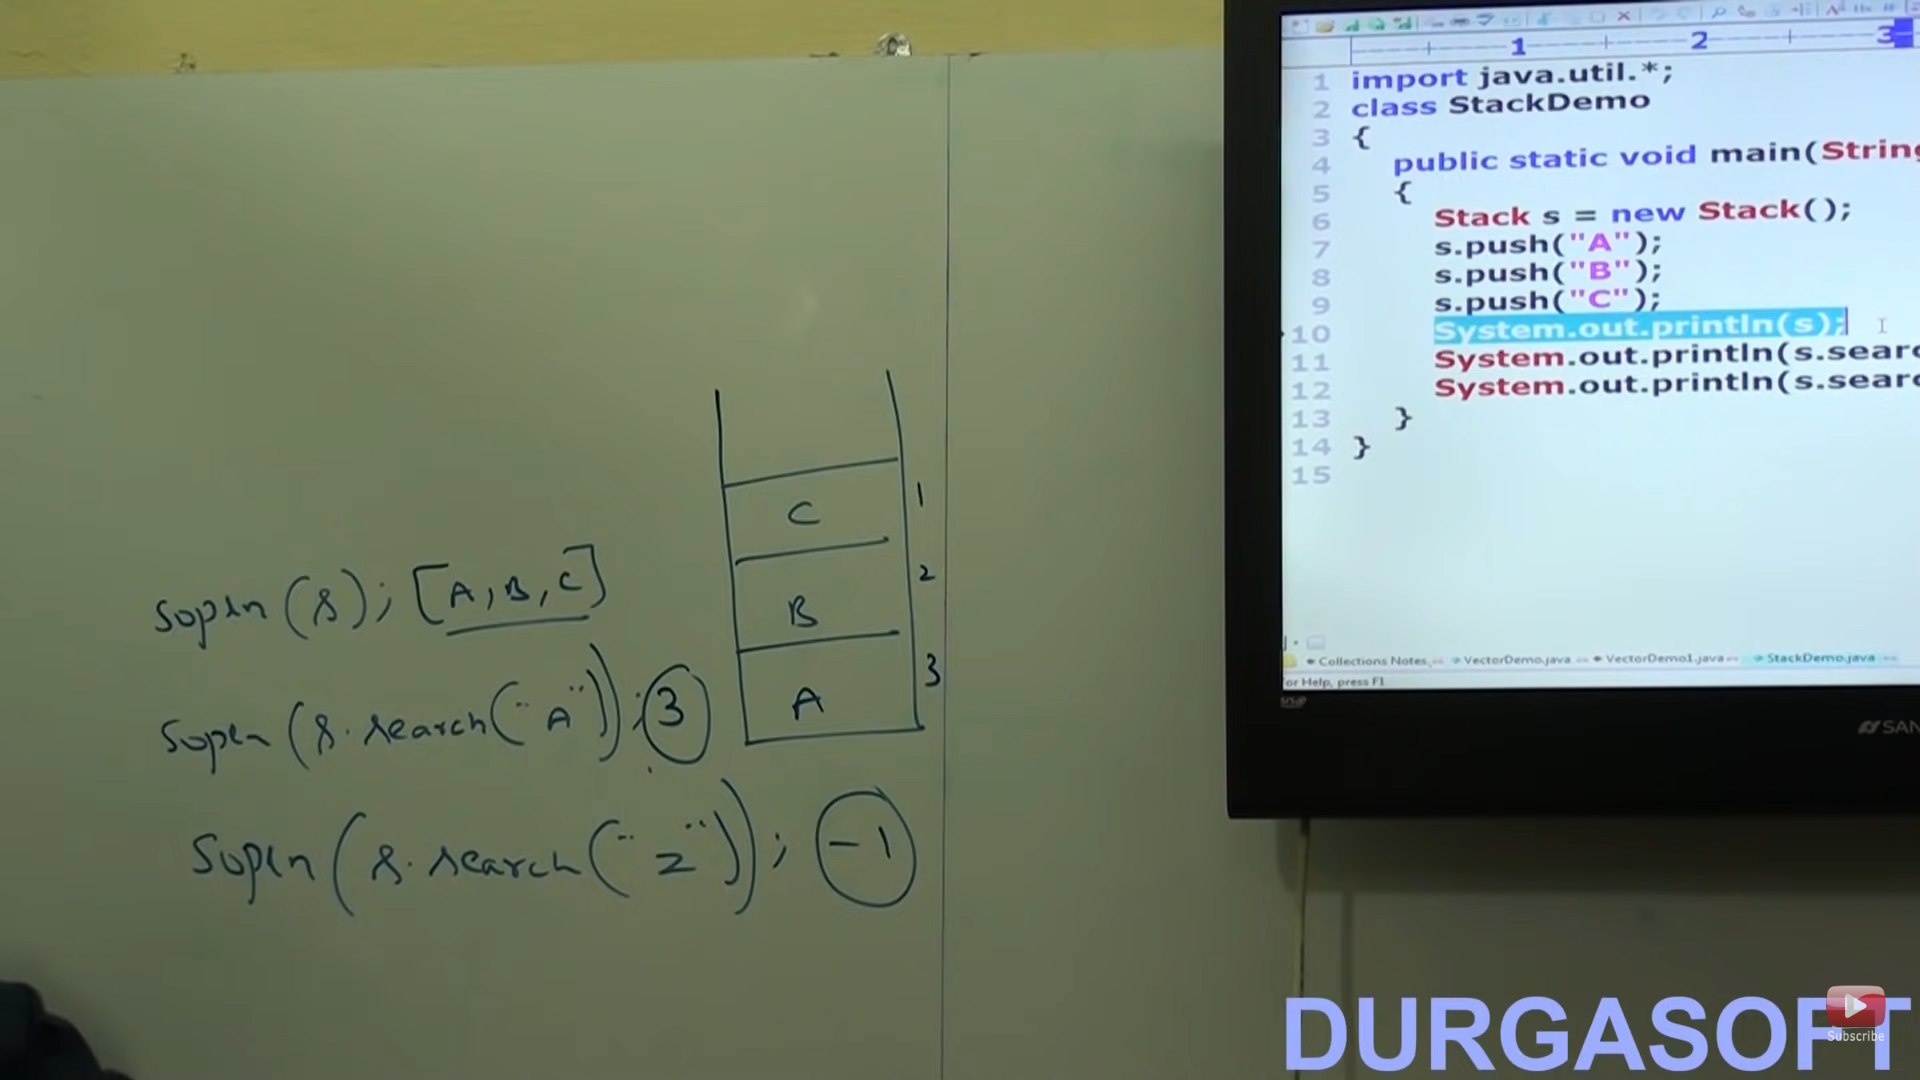 Sopln(s); [A, B, C]
Sopln(s.search("A")); 3
Sopln(s.search("Z")); -1
C 1
B 2
A 3
1 2 3
1 import java.util.*;
2 class StackDemo
3 {
4 public static void main(String
5 {
6 Stack s = new Stack();
7 s.push("A");
8 s.push("B");
9 s.push("C");
10 System.out.println(s);
11 System.out.println(s.searc
12 System.out.println(s.searc
13 }
14 }
15
Collections Notes. VectorDemo.java VectorDemo1.java StackDemo.java
or Help, press F1
SAN
DURGASOFT
Subscribe